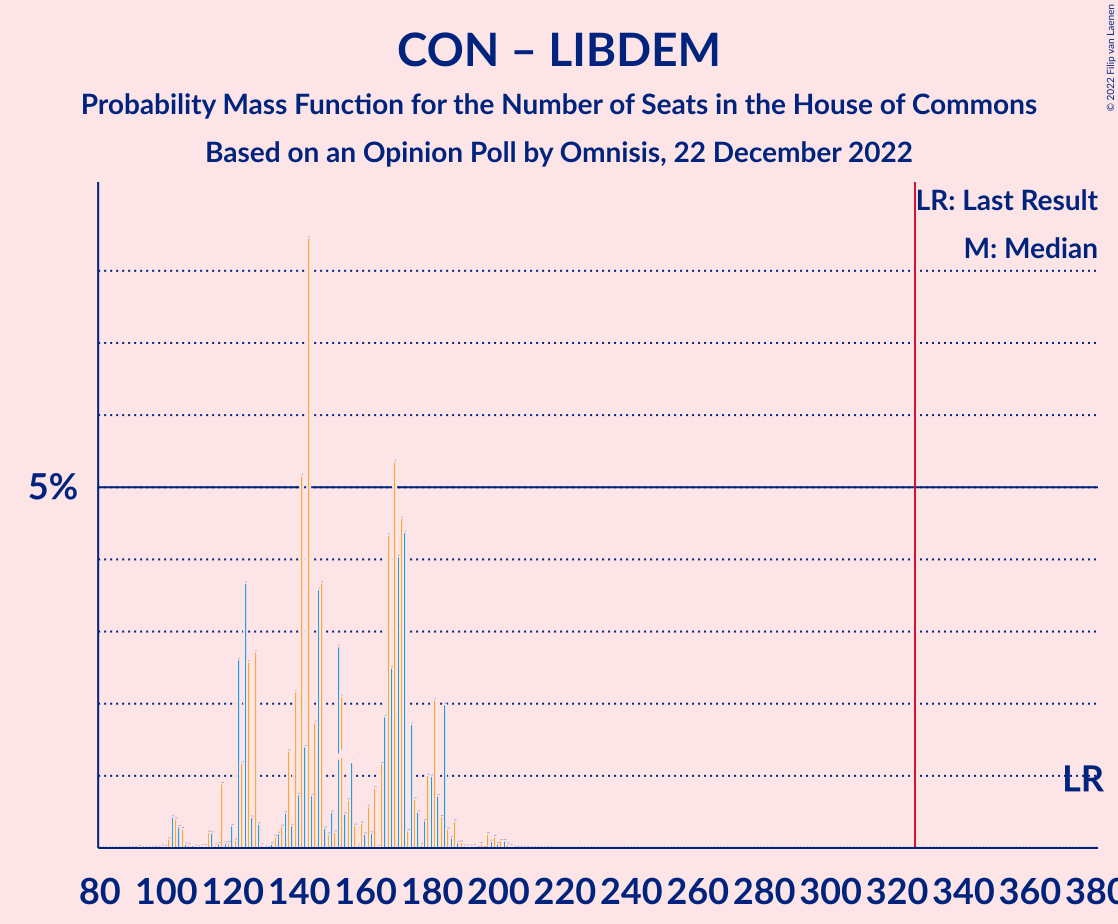 CON – LIBDEM
Probability Mass Function for the Number of Seats in the House of Commons
Based on an Opinion Poll by Omnisis, 22 December 2022
© 2022 Filip van Laenen
LR: Last Result
M: Median
5%
LR
80 100 120 140 160 180 200 220 240 260 280 300 320 340 360 380